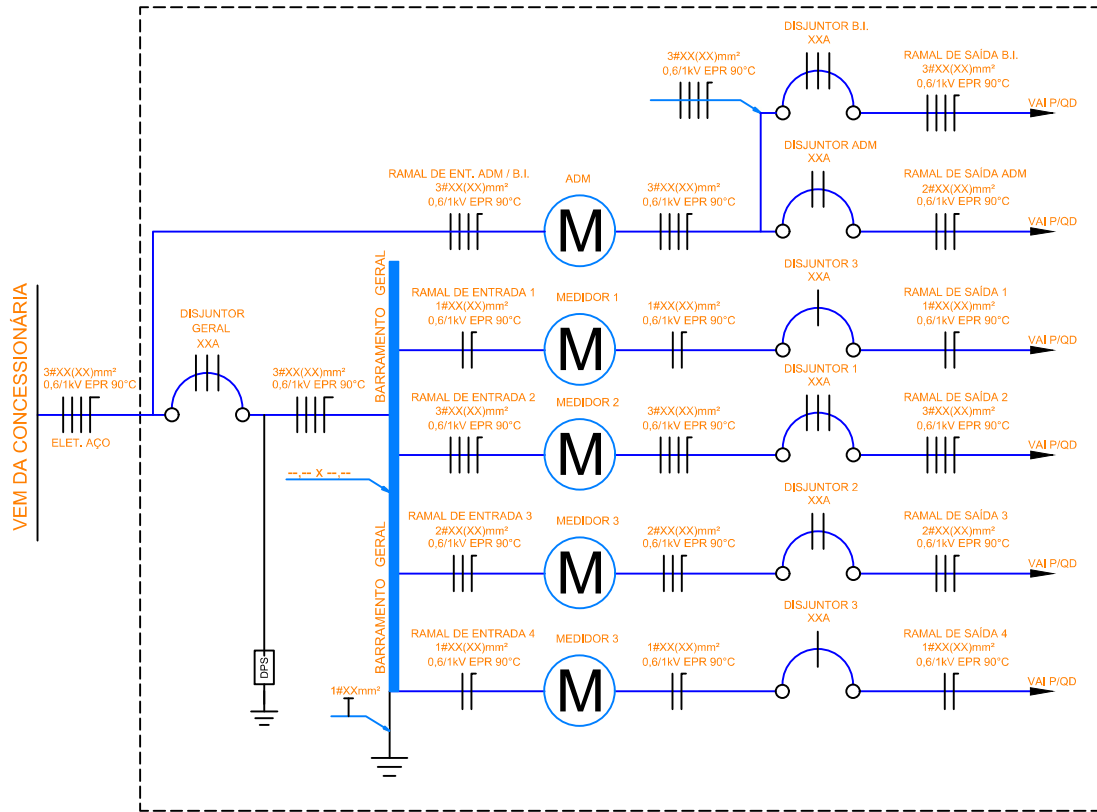 VEM DA CONCESSIONÁRIA
3#XX(XX)mm²
0,6/1kV EPR 90°C
ELET. AÇO
DISJUNTOR
GERAL
XXA
3#XX(XX)mm²
0,6/1kV EPR 90°C
DPS
--,-- X --,--
1#XXmm²
BARRAMENTO GERAL
BARRAMENTO GERAL
3#XX(XX)mm²
0,6/1kV EPR 90°C
DISJUNTOR B.I.
XXA
RAMAL DE SAÍDA B.I.
3#XX(XX)mm²
0,6/1kV EPR 90°C
VAI P/QD
RAMAL DE ENT. ADM / B.I.
3#XX(XX)mm²
0,6/1kV EPR 90°C
ADM
M
3#XX(XX)mm²
0,6/1kV EPR 90°C
DISJUNTOR ADM
XXA
RAMAL DE SAÍDA ADM
2#XX(XX)mm²
0,6/1kV EPR 90°C
VAI P/QD
RAMAL DE ENTRADA 1
1#XX(XX)mm²
0,6/1kV EPR 90°C
MEDIDOR 1
M
1#XX(XX)mm²
0,6/1kV EPR 90°C
DISJUNTOR 3
XXA
RAMAL DE SAÍDA 1
1#XX(XX)mm²
0,6/1kV EPR 90°C
VAI P/QD
RAMAL DE ENTRADA 2
3#XX(XX)mm²
0,6/1kV EPR 90°C
MEDIDOR 2
M
3#XX(XX)mm²
0,6/1kV EPR 90°C
DISJUNTOR 1
XXA
RAMAL DE SAÍDA 2
3#XX(XX)mm²
0,6/1kV EPR 90°C
VAI P/QD
RAMAL DE ENTRADA 3
2#XX(XX)mm²
0,6/1kV EPR 90°C
MEDIDOR 3
M
2#XX(XX)mm²
0,6/1kV EPR 90°C
DISJUNTOR 2
XXA
RAMAL DE SAÍDA 3
2#XX(XX)mm²
0,6/1kV EPR 90°C
VAI P/QD
RAMAL DE ENTRADA 4
1#XX(XX)mm²
0,6/1kV EPR 90°C
MEDIDOR 3
M
1#XX(XX)mm²
0,6/1kV EPR 90°C
DISJUNTOR 3
XXA
RAMAL DE SAÍDA 4
1#XX(XX)mm²
0,6/1kV EPR 90°C
VAI P/QD